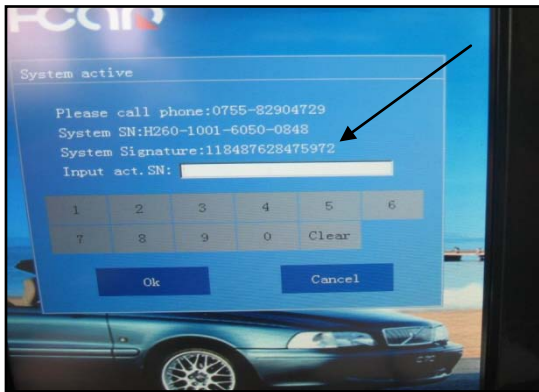 FCAR
System active
Please call phone:0755-82904729
System SN:H260-1001-6050-0848
System Signature:118487628475972
Input act.SN:
1 2 3 4 5 6
7 8 9 0 Clear
Ok Cancel